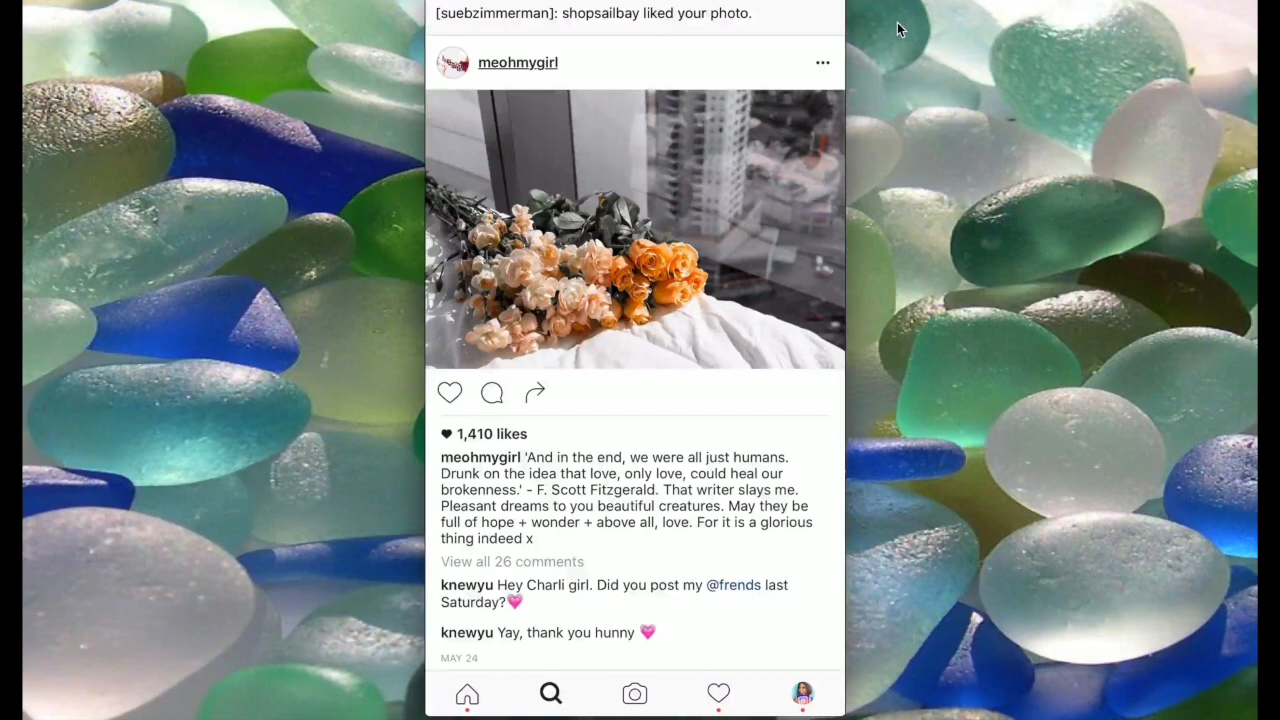 [suebzimmerman]: shopsailbay liked your photo.
meohmygirl
1,410 likes
meohmygirl 'And in the end, we were all just humans.
Drunk on the idea that love, only love, could heal our
brokenness.' - F. Scott Fitzgerald. That writer slays me.
Pleasant dreams to you beautiful creatures. May they be
full of hope + wonder + above all, love. For it is a glorious
thing indeed x
View all 26 comments
knewyu Hey Charli girl. Did you post my @frends last
Saturday?💗
knewyu Yay, thank you hunny 💗
MAY 24